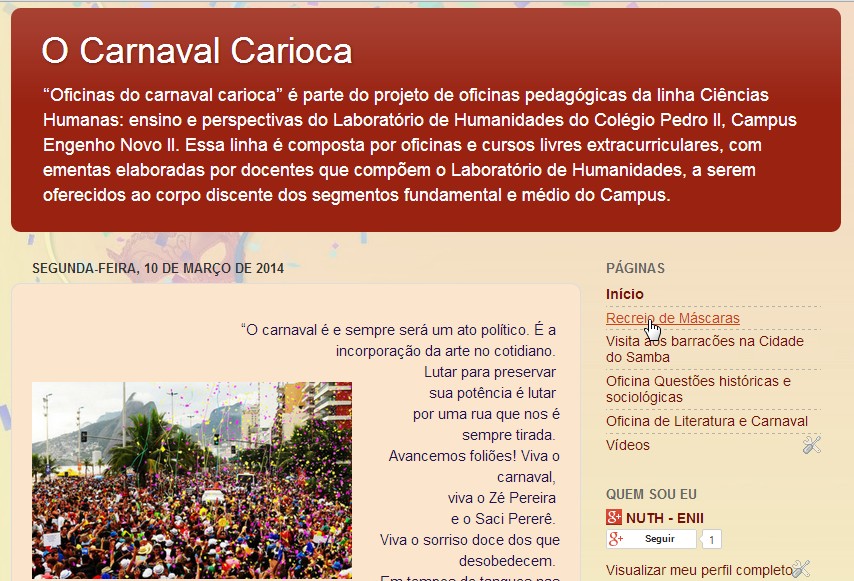 O Carnaval Carioca
“Oficinas do carnaval carioca” é parte do projeto de oficinas pedagógicas da linha Ciências
Humanas: ensino e perspectivas do Laboratório de Humanidades do Colégio Pedro II, Campus
Engenho Novo II. Essa linha é composta por oficinas e cursos livres extracurriculares, com
ementas elaboradas por docentes que compõem o Laboratório de Humanidades, a serem
oferecidos ao corpo discente dos segmentos fundamental e médio do Campus.
SEGUNDA-FEIRA, 10 DE MARÇO DE 2014
“O carnaval é e sempre será um ato político. É a
incorporação da arte no cotidiano.
Lutar para preservar
sua potência é lutar
por uma rua que nos é
sempre tirada.
Avancemos foliões! Viva o
carnaval,
viva o Zé Pereira
e o Saci Pererê.
Viva o sorriso doce dos que
desobedecem.
Em tempos de tanques nas
PÁGINAS
Início
Recreio de Máscaras
Visita aos barracões na Cidade
do Samba
Oficina Questões históricas e
sociológicas
Oficina de Literatura e Carnaval
Vídeos
QUEM SOU EU
NUTH - ENII
Seguir 1
Visualizar meu perfil completo